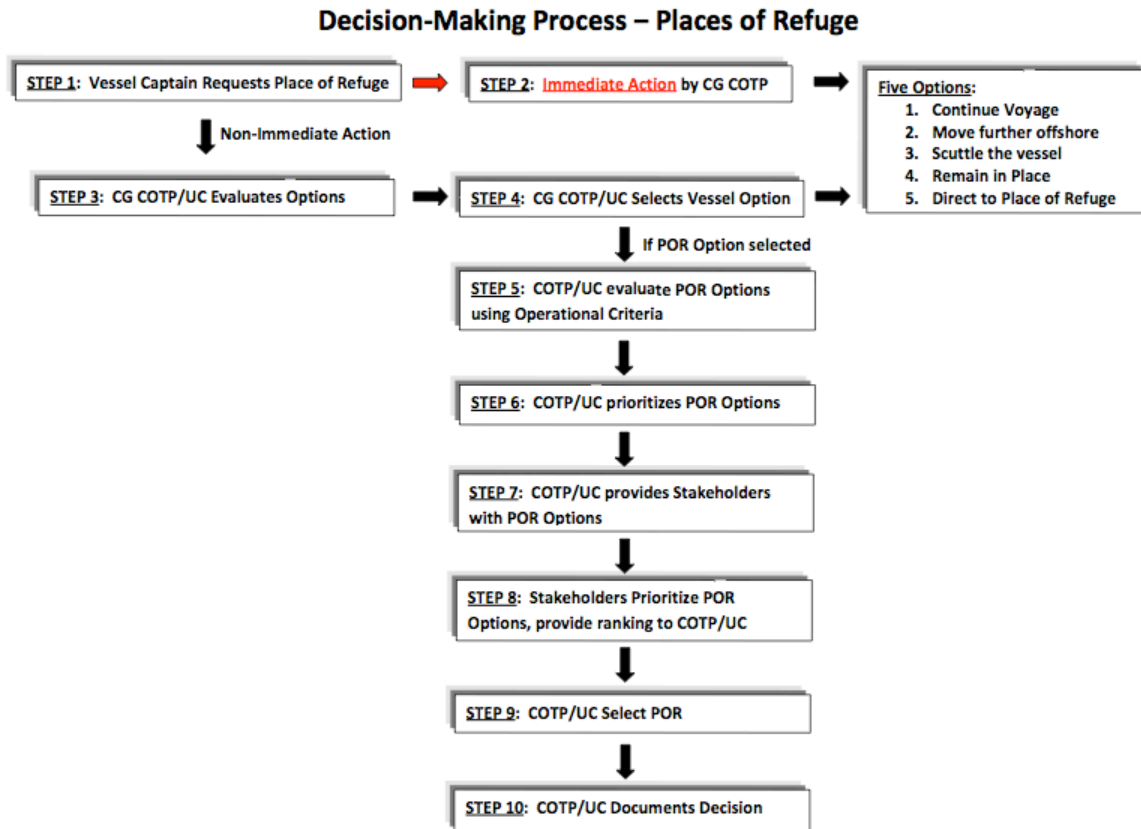 Decision-Making Process – Places of Refuge
STEP 1: Vessel Captain Requests Place of Refuge
STEP 2: Immediate Action by CG COTP
Five Options:
1. Continue Voyage
2. Move further offshore
3. Scuttle the vessel
4. Remain in Place
5. Direct to Place of Refuge
Non-Immediate Action
STEP 3: CG COTP/UC Evaluates Options
STEP 4: CG COTP/UC Selects Vessel Option
If POR Option selected
STEP 5: COTP/UC evaluate POR Options
using Operational Criteria
STEP 6: COTP/UC prioritizes POR Options
STEP 7: COTP/UC provides Stakeholders
with POR Options
STEP 8: Stakeholders Prioritize POR
Options, provide ranking to COTP/UC
STEP 9: COTP/UC Select POR
STEP 10: COTP/UC Documents Decision